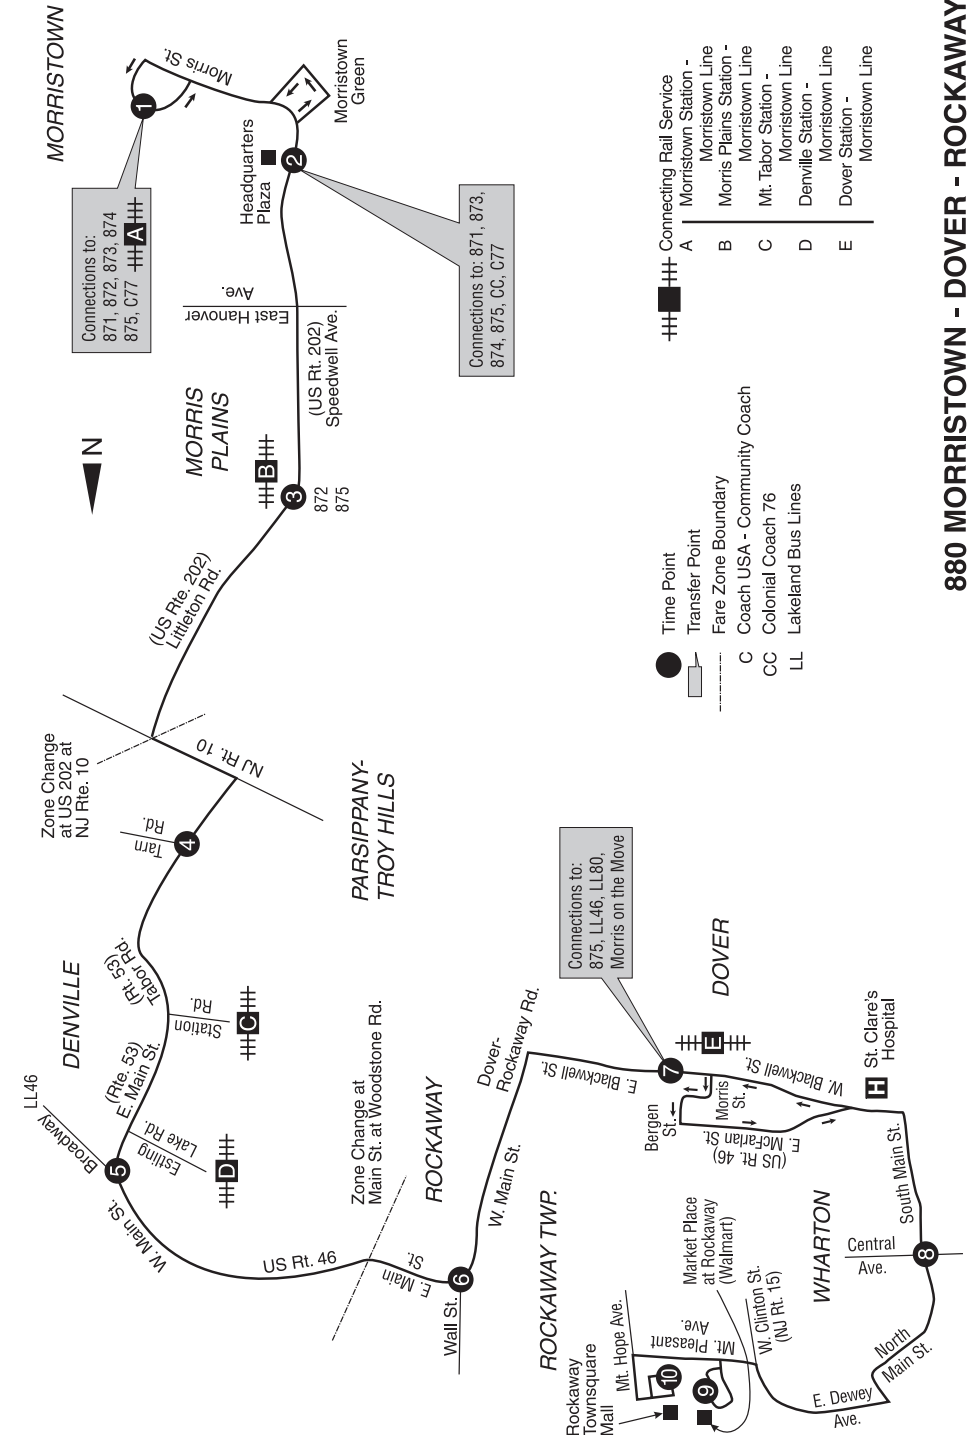 880 MORRISTOWN - DOVER - ROCKAWAY
MORRISTOWN
Morris St.
1
Connections to:
871, 872, 873, 874
875, C77
A
Morristown
Green
Headquarters
Plaza
2
Connections to: 871, 873,
874, 875, CC, C77
East Hanover
Ave.
(US Rt. 202)
Speedwell Ave.
MORRIS
PLAINS
B
3
872
875
N
(US Rte. 202)
Littleton Rd.
Zone Change
at US 202 at
NJ Rte. 10
NJ Rt. 10
PARSIPPANY-
TROY HILLS
4
Tarn
Rd.
(Rt. 53)
Tabor Rd.
DENVILLE
Station
Rd.
C
(Rte. 53)
E. Main St.
LL46
Broadway
5
Estling
Lake Rd.
D
W. Main St.
US Rt. 46
Zone Change at
Main St. at Woodstone Rd.
ROCKAWAY
E. Main
St.
6
Wall St.
W. Main St.
Dover-
Rockaway Rd.
E. Blackwell St.
Connections to:
875, LL46, LL80,
Morris on the Move
DOVER
7
E
Bergen
St.
Morris
St.
W. Blackwell St.
E. McFarlan St.
(US Rt. 46)
H
St. Clare's
Hospital
South Main St.
WHARTON
Central
Ave.
8
North
Main St.
E. Dewey
Ave.
W. Clinton St.
(NJ Rt. 15)
Market Place
at Rockaway
(Walmart)
ROCKAWAY TWP.
Mt. Pleasant
Ave.
Mt. Hope Ave.
9
10
Rockaway
Townsquare
Mall
Time Point
Transfer Point
Fare Zone Boundary
C Coach USA - Community Coach
CC Colonial Coach 76
LL Lakeland Bus Lines
Connecting Rail Service
A Morristown Station -
Morristown Line
B Morris Plains Station -
Morristown Line
C Mt. Tabor Station -
Morristown Line
D Denville Station -
Morristown Line
E Dover Station -
Morristown Line